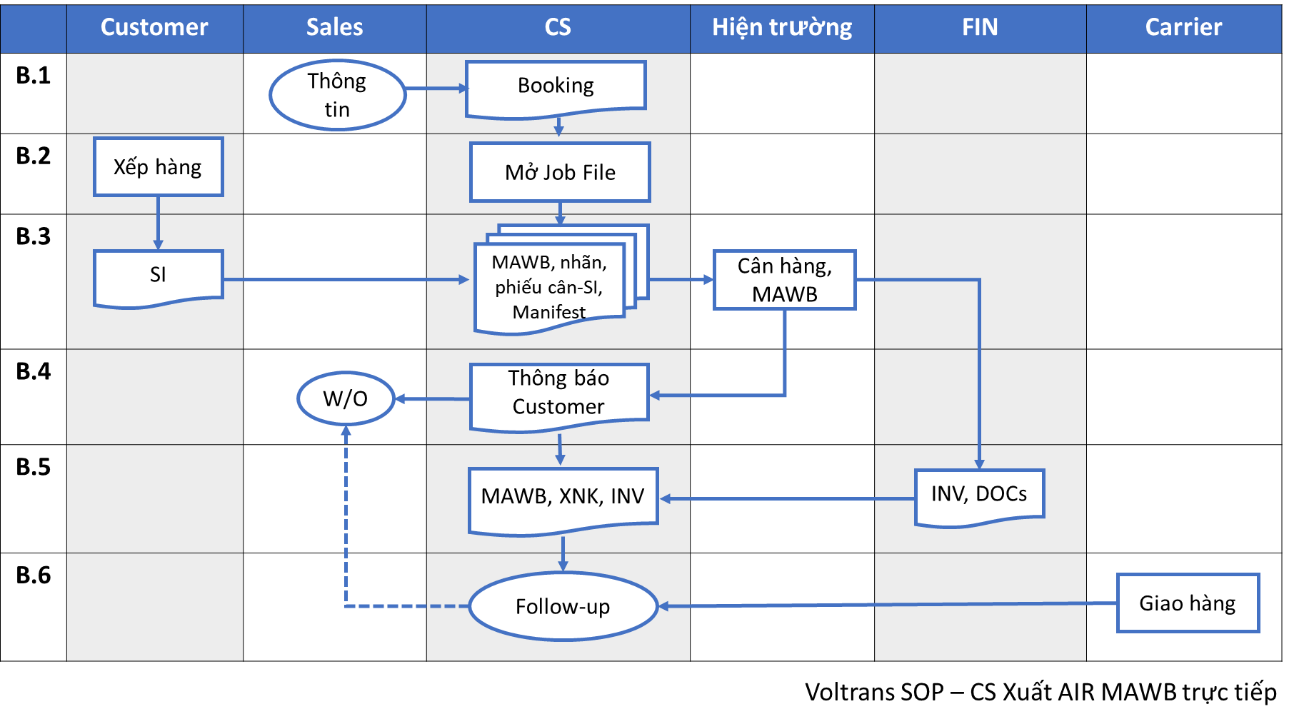 Customer
Sales
CS
Hiện trường
FIN
Carrier
B.1
Thông
tin
Booking
B.2
Xếp hàng
Mở Job File
B.3
SI
MAWB, nhãn,
phiếu cân-SI,
Manifest
Cân hàng,
MAWB
B.4
W/O
Thông báo
Customer
B.5
MAWB, XNK, INV
INV, DOCs
B.6
Follow-up
Giao hàng
Voltrans SOP – CS Xuất AIR MAWB trực tiếp